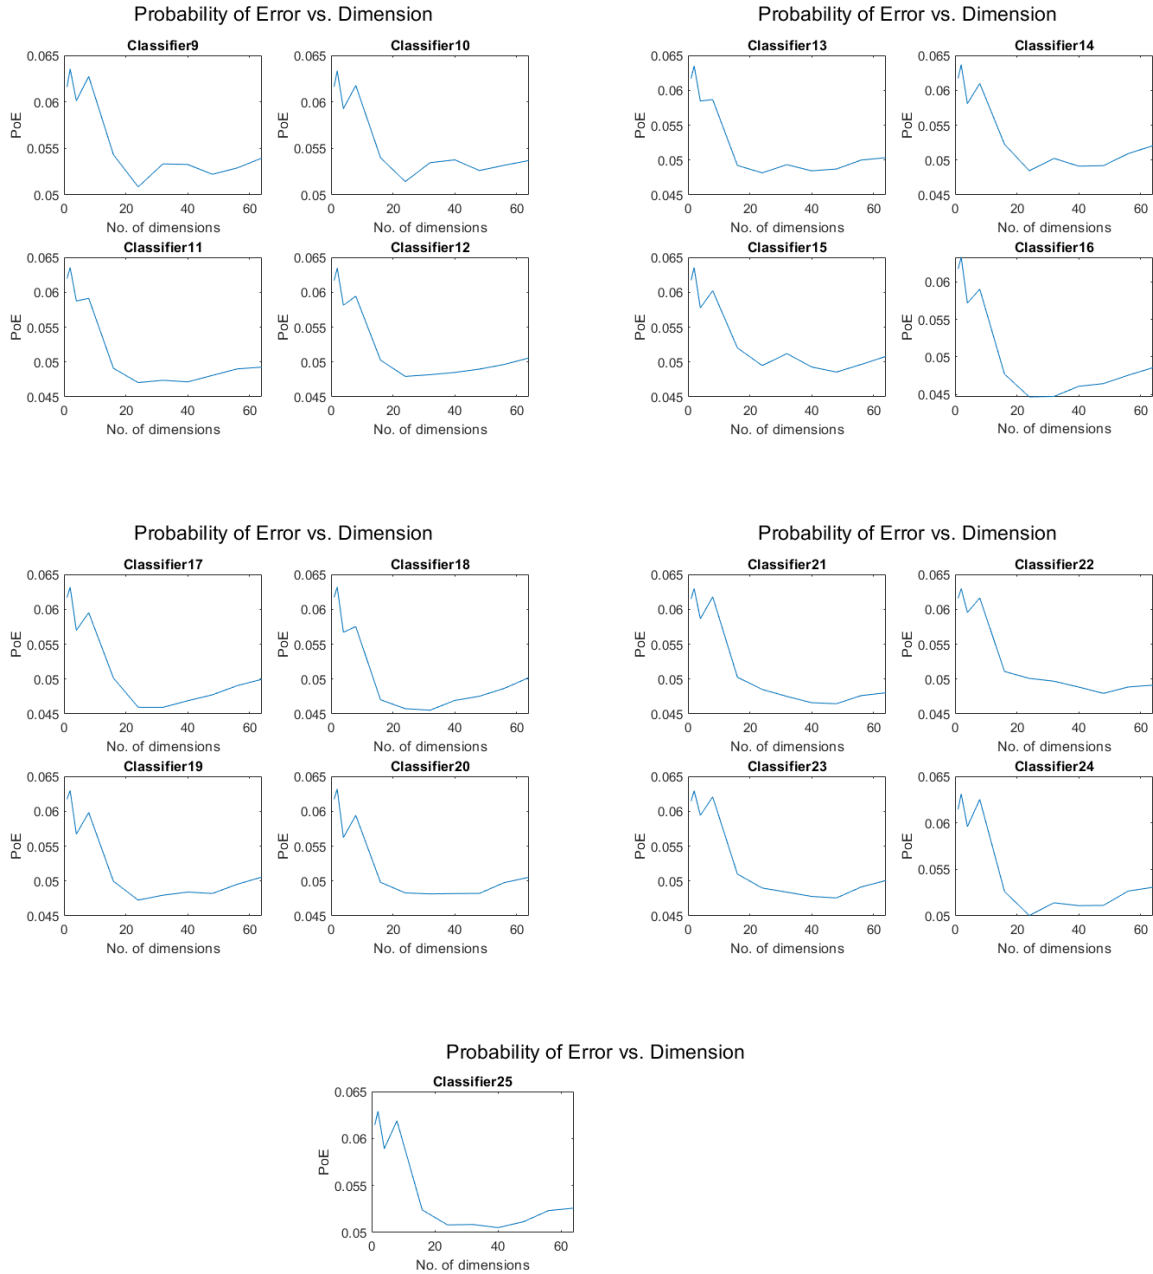 Probability of Error vs. Dimension
Classifier9
0.065
0.06
0.055
0.05
PoE
0 20 40 60
No. of dimensions
Classifier10
0.065
0.06
0.055
0.05
PoE
0 20 40 60
No. of dimensions
Classifier11
0.065
0.06
0.055
0.05
0.045
PoE
0 20 40 60
No. of dimensions
Classifier12
0.065
0.06
0.055
0.05
0.045
PoE
0 20 40 60
No. of dimensions
Probability of Error vs. Dimension
Classifier13
0.065
0.06
0.055
0.05
0.045
PoE
0 20 40 60
No. of dimensions
Classifier14
0.065
0.06
0.055
0.05
0.045
PoE
0 20 40 60
No. of dimensions
Classifier15
0.065
0.06
0.055
0.05
0.045
PoE
0 20 40 60
No. of dimensions
Classifier16
0.06
0.055
0.05
0.045
PoE
0 20 40 60
No. of dimensions
Probability of Error vs. Dimension
Classifier17
0.065
0.06
0.055
0.05
0.045
PoE
0 20 40 60
No. of dimensions
Classifier18
0.065
0.06
0.055
0.05
0.045
PoE
0 20 40 60
No. of dimensions
Classifier19
0.065
0.06
0.055
0.05
0.045
PoE
0 20 40 60
No. of dimensions
Classifier20
0.065
0.06
0.055
0.05
0.045
PoE
0 20 40 60
No. of dimensions
Probability of Error vs. Dimension
Classifier21
0.065
0.06
0.055
0.05
0.045
PoE
0 20 40 60
No. of dimensions
Classifier22
0.065
0.06
0.055
0.05
0.045
PoE
0 20 40 60
No. of dimensions
Classifier23
0.065
0.06
0.055
0.05
0.045
PoE
0 20 40 60
No. of dimensions
Classifier24
0.065
0.06
0.055
0.05
PoE
0 20 40 60
No. of dimensions
Probability of Error vs. Dimension
Classifier25
0.065
0.06
0.055
0.05
PoE
0 20 40 60
No. of dimensions